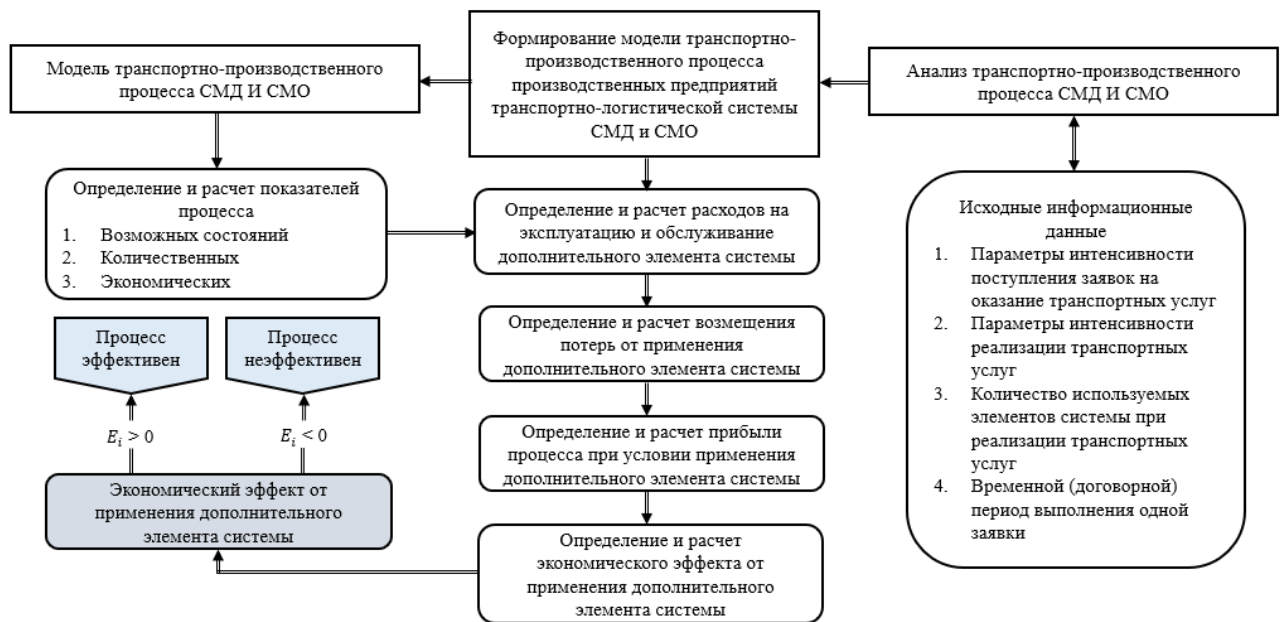 Модель транспортно-производственного
процесса СМД И СМО
Формирование модели транспортно-
производственного процесса
производственных предприятий
транспортно-логистической системы
СМД и СМО
Анализ транспортно-производственного
процесса СМД И СМО
Определение и расчет показателей
процесса
1. Возможных состояний
2. Количественных
3. Экономических
Определение и расчет расходов на
эксплуатацию и обслуживание
дополнительного элемента системы
Исходные информационные
данные
1. Параметры интенсивности
поступления заявок на
оказание транспортных услуг
2. Параметры интенсивности
реализации транспортных
услуг
3. Количество используемых
элементов системы при
реализации транспортных
услуг
4. Временной (договорной)
период выполнения одной
заявки
Процесс
эффективен
Процесс
неэффективен
Определение и расчет возмещения
потерь от применения
дополнительного элемента системы
E_i > 0
E_i < 0
Определение и расчет прибыли
процесса при условии применения
дополнительного элемента системы
Экономический эффект от
применения дополнительного
элемента системы
Определение и расчет
экономического эффекта от
применения дополнительного
элемента системы